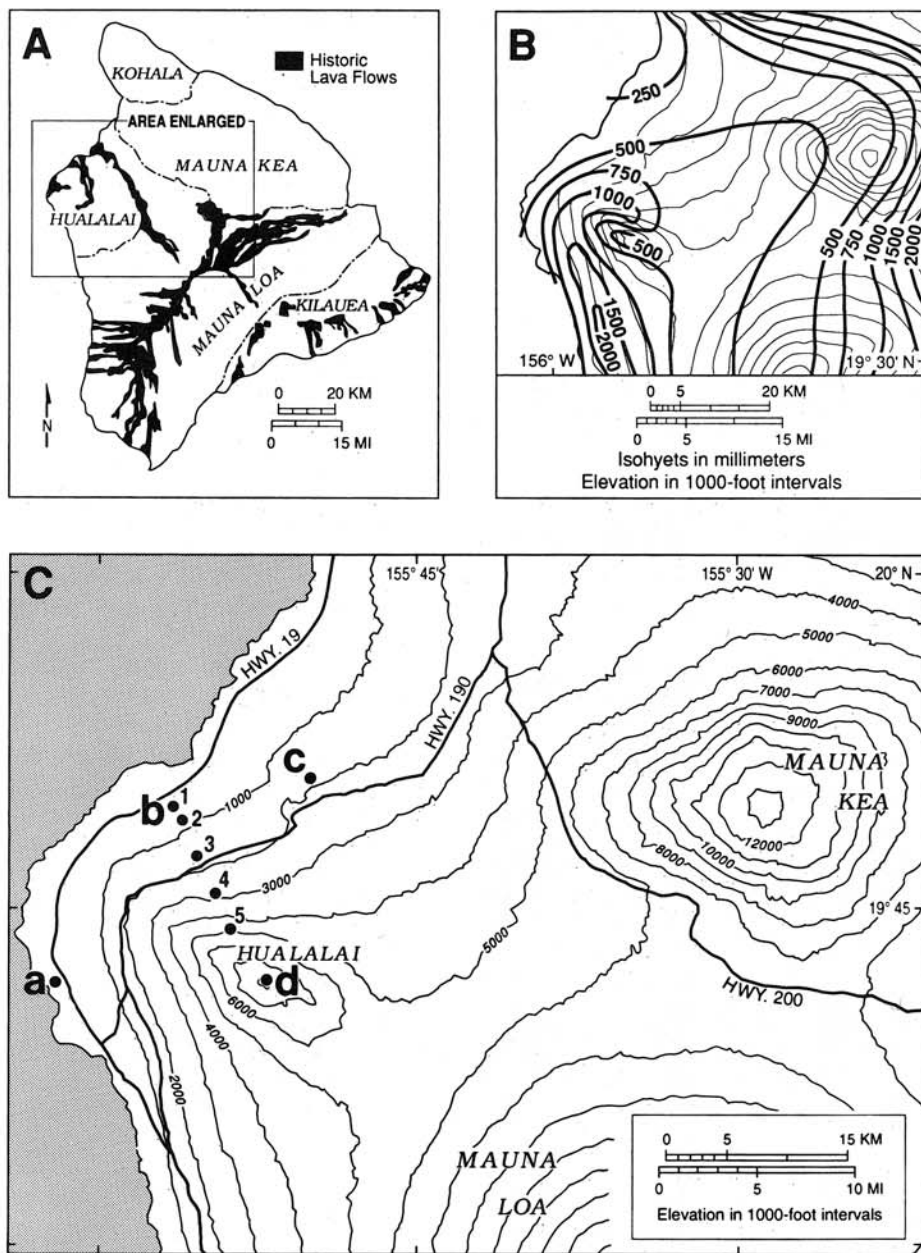 A
KOHALA
Historic
Lava Flows
AREA ENLARGED
MAUNA KEA
HUALALAI
MAUNA LOA
KILAUEA
N
0 20 KM
0 15 MI
B
250
500
750
1000
500
1500
2000
500
750
1000
1500
2000
156° W
19° 30' N
0 5 20 KM
0 5 15 MI
Isohyets in millimeters
Elevation in 1000-foot intervals
C
155° 45'
155° 30' W
20° N
HWY. 19
HWY. 190
4000
5000
6000
7000
9000
MAUNA
KEA
12000
10000
8000
c
1000
b
1
2
3
4
3000
5
19° 45
HUALALAI
5000
a
d
6000
HWY. 200
4000
2000
MAUNA
LOA
0 5 15 KM
0 5 10 MI
Elevation in 1000-foot intervals